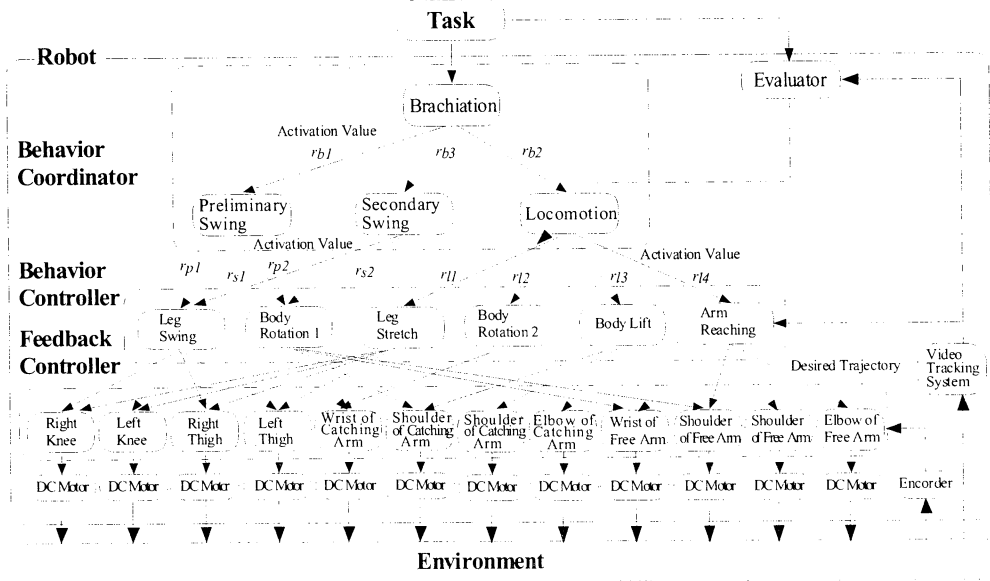 Task
Robot
Evaluator
Brachiation
Activation Value
rb1
rb3
rb2
Behavior
Coordinator
Preliminary
Swing
Secondary
Swing
Locomotion
Activation Value
Activation Value
rp1
rs1
rp2
rs2
rl1
rl2
rl3
rl4
Behavior
Controller
Leg
Swing
Body
Rotation 1
Leg
Stretch
Body
Rotation 2
Body Lift
Arm
Reaching
Feedback
Controller
Desired Trajectory
Video
Tracking
System
Right
Knee
Left
Knee
Right
Thigh
Left
Thigh
Wrist of
Catching
Arm
Shoulder
of Catching
Arm
Shoulder
of Catching
Arm
Elbow of
Catching
Arm
Wrist of
Free Arm
Shoulder
of Free Arm
Shoulder
of Free Arm
Elbow of
Free Arm
DC Motor
DC Motor
DC Motor
DC Motor
DC Motor
DC Motor
DC Motor
DC Motor
DC Motor
DC Motor
DC Motor
DC Motor
Encorder
Environment